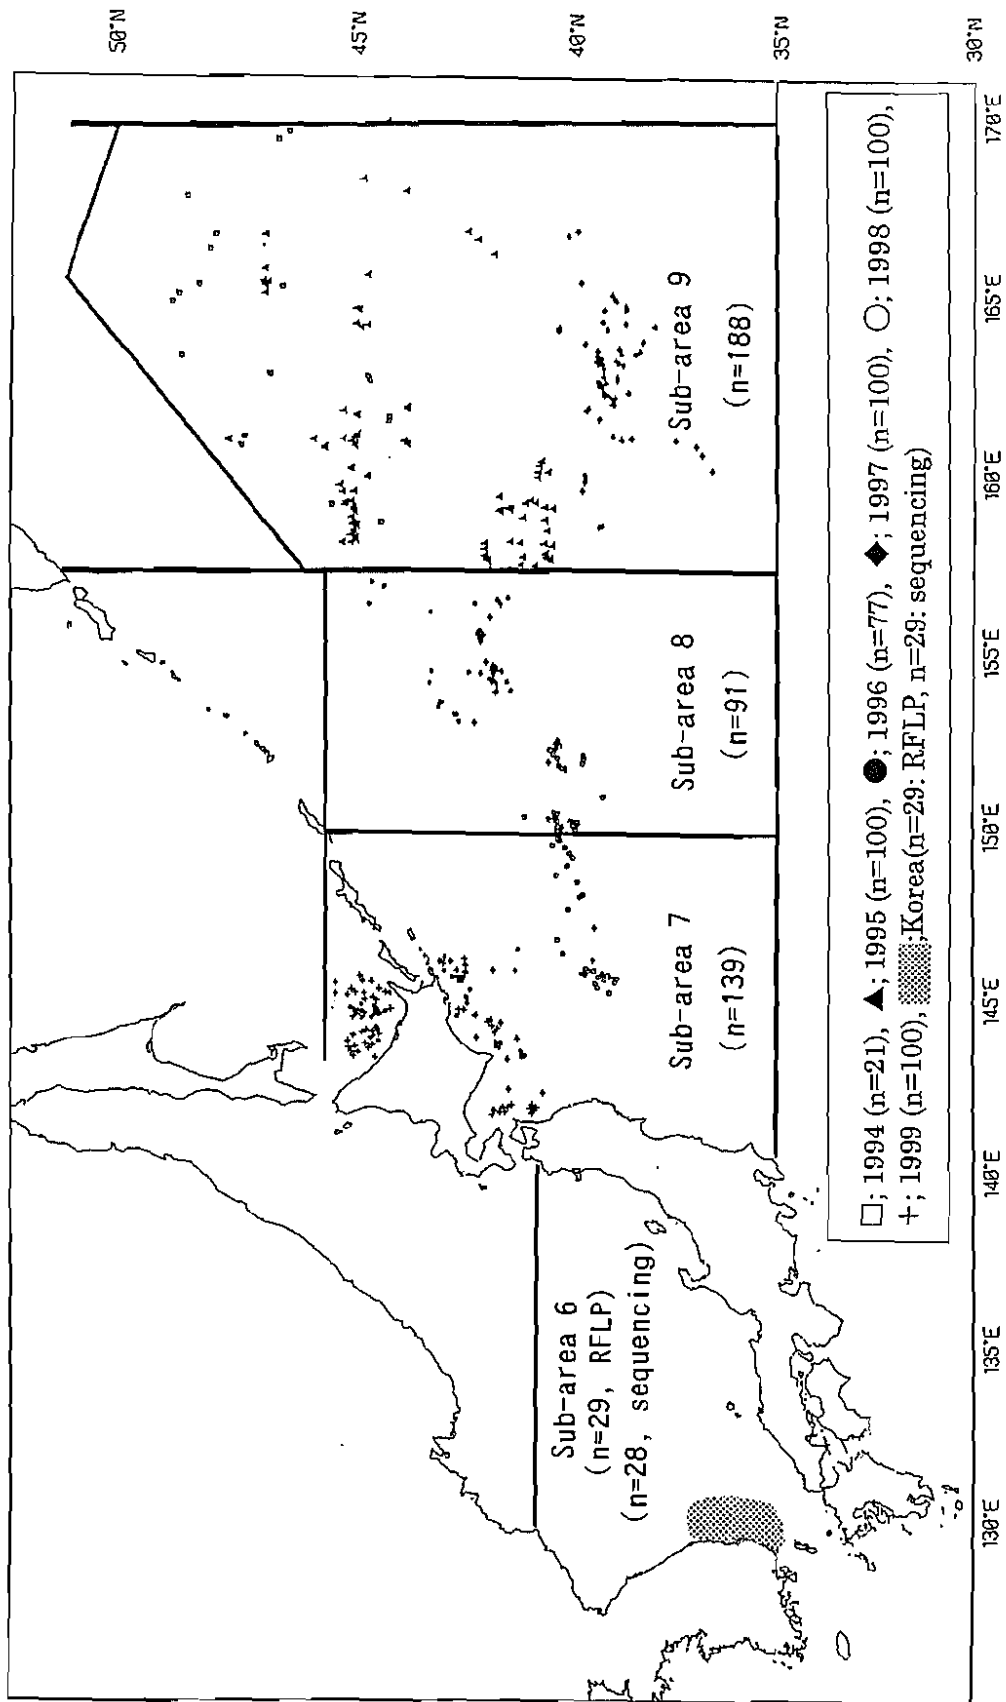 50°N
45°N
40°N
35°N
30°N
130°E
135°E
140°E
145°E
150°E
155°E
160°E
165°E
170°E
Sub-area 6
(n=29, RFLP)
(n=28, sequencing)
Sub-area 7
(n=139)
Sub-area 8
(n=91)
Sub-area 9
(n=188)
□; 1994 (n=21), ▲; 1995 (n=100), ●; 1996 (n=77), ◆; 1997 (n=100), ○; 1998 (n=100),
+; 1999 (n=100), ;Korea(n=29: RFLP, n=29: sequencing)